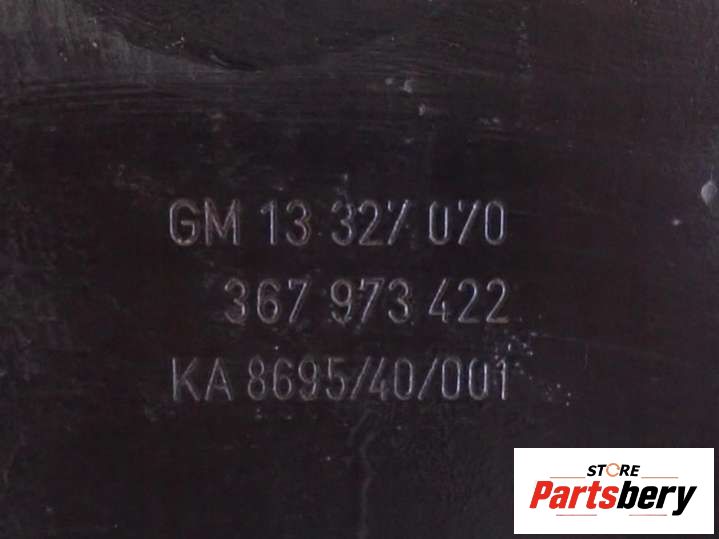 GM 13 327 070
367 973 422
KA 8695/40/001
STORE
Partsbery